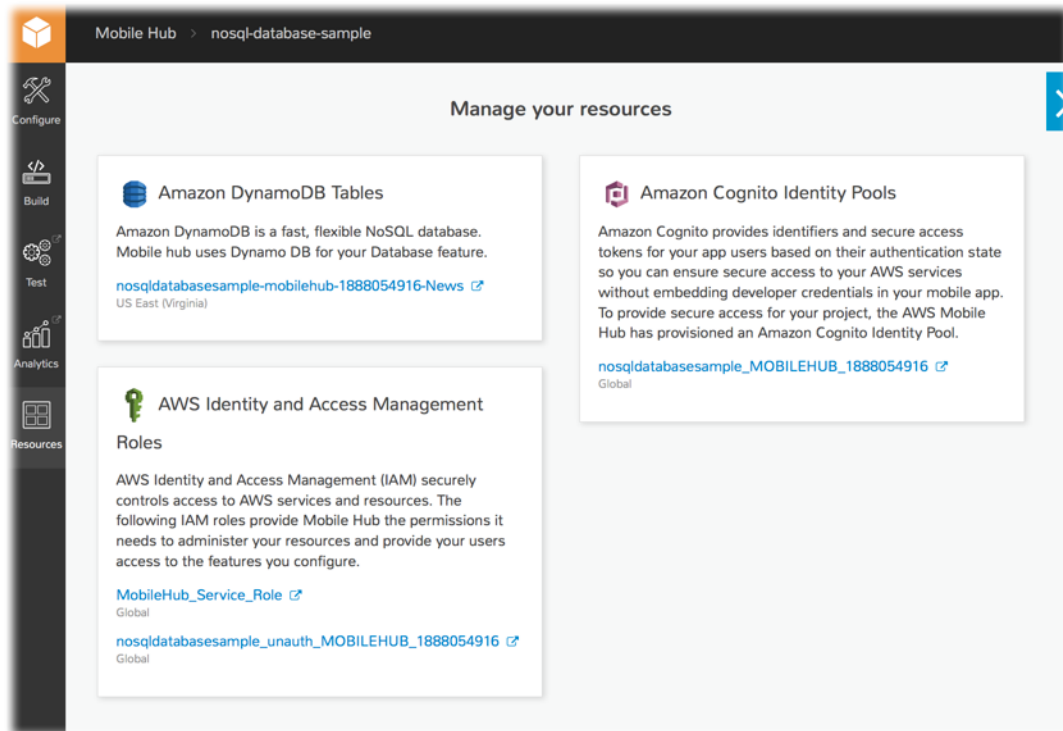 Mobile Hub > nosql-database-sample
Configure
Build
Test
Analytics
Resources
Manage your resources
Amazon DynamoDB Tables
Amazon DynamoDB is a fast, flexible NoSQL database.
Mobile hub uses Dynamo DB for your Database feature.
nosqldatabasesample-mobilehub-1888054916-News
US East (Virginia)
AWS Identity and Access Management
Roles
AWS Identity and Access Management (IAM) securely
controls access to AWS services and resources. The
following IAM roles provide Mobile Hub the permissions it
needs to administer your resources and provide your users
access to the features you configure.
MobileHub_Service_Role
Global
nosqldatabasesample_unauth_MOBILEHUB_1888054916
Global
Amazon Cognito Identity Pools
Amazon Cognito provides identifiers and secure access
tokens for your app users based on their authentication state
so you can ensure secure access to your AWS services
without embedding developer credentials in your mobile app.
To provide secure access for your project, the AWS Mobile
Hub has provisioned an Amazon Cognito Identity Pool.
nosqldatabasesample_MOBILEHUB_1888054916
Global